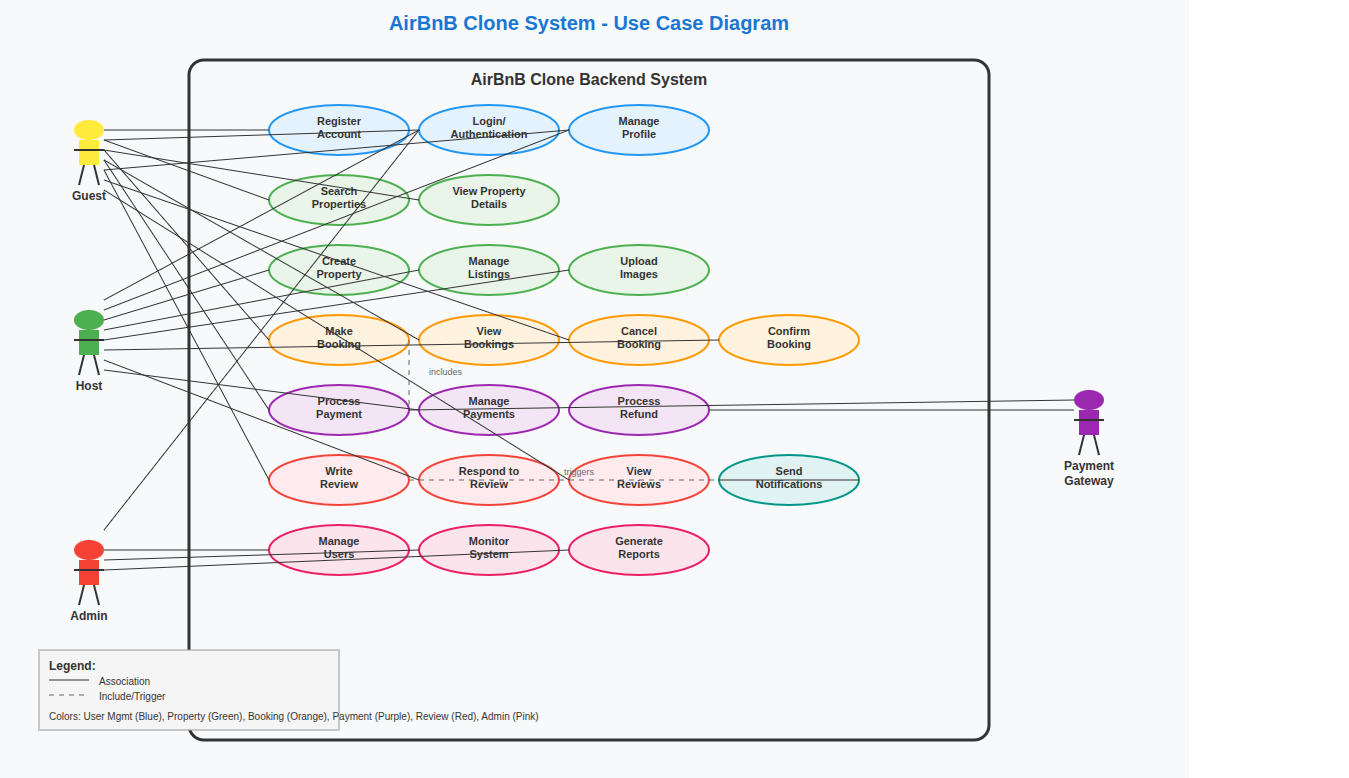 AirBnB Clone System - Use Case Diagram
AirBnB Clone Backend System
Register
Account
Login/
Authentication
Manage
Profile
Guest
Search
Properties
View Property
Details
Create
Property
Manage
Listings
Upload
Images
Host
Make
Booking
View
Bookings
Cancel
Booking
Confirm
Booking
includes
Process
Payment
Manage
Payments
Process
Refund
Payment
Gateway
Write
Review
Respond to
Review
triggers
View
Reviews
Send
Notifications
Manage
Users
Monitor
System
Generate
Reports
Admin
Legend:
Association
Include/Trigger
Colors: User Mgmt (Blue), Property (Green), Booking (Orange), Payment (Purple), Review (Red), Admin (Pink)